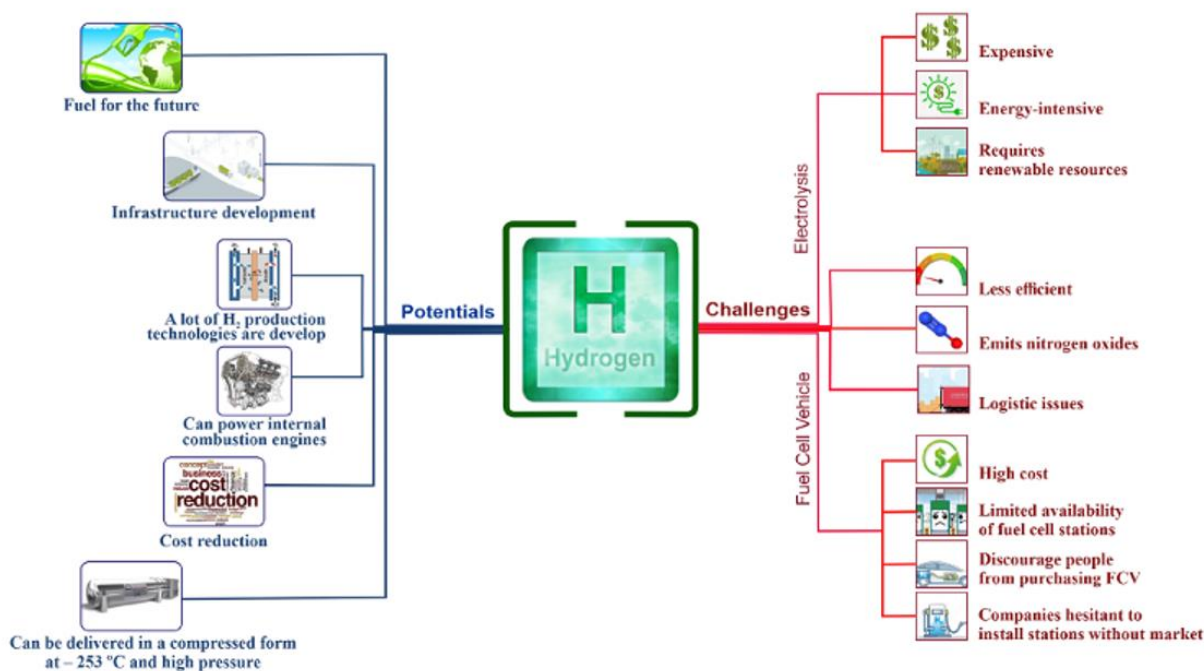 Fuel for the future
Infrastructure development
A lot of H₂ production
technologies are develop
Can power internal
combustion engines
concept
business
cost
reduction
Cost reduction
Can be delivered in a compressed form
at – 253 °C and high pressure
Potentials
H
Hydrogen
Challenges
Electrolysis
Expensive
Energy-intensive
Requires
renewable resources
Less efficient
Emits nitrogen oxides
Logistic issues
Fuel Cell Vehicle
High cost
Limited availability
of fuel cell stations
Discourage people
from purchasing FCV
Companies hesitant to
install stations without market